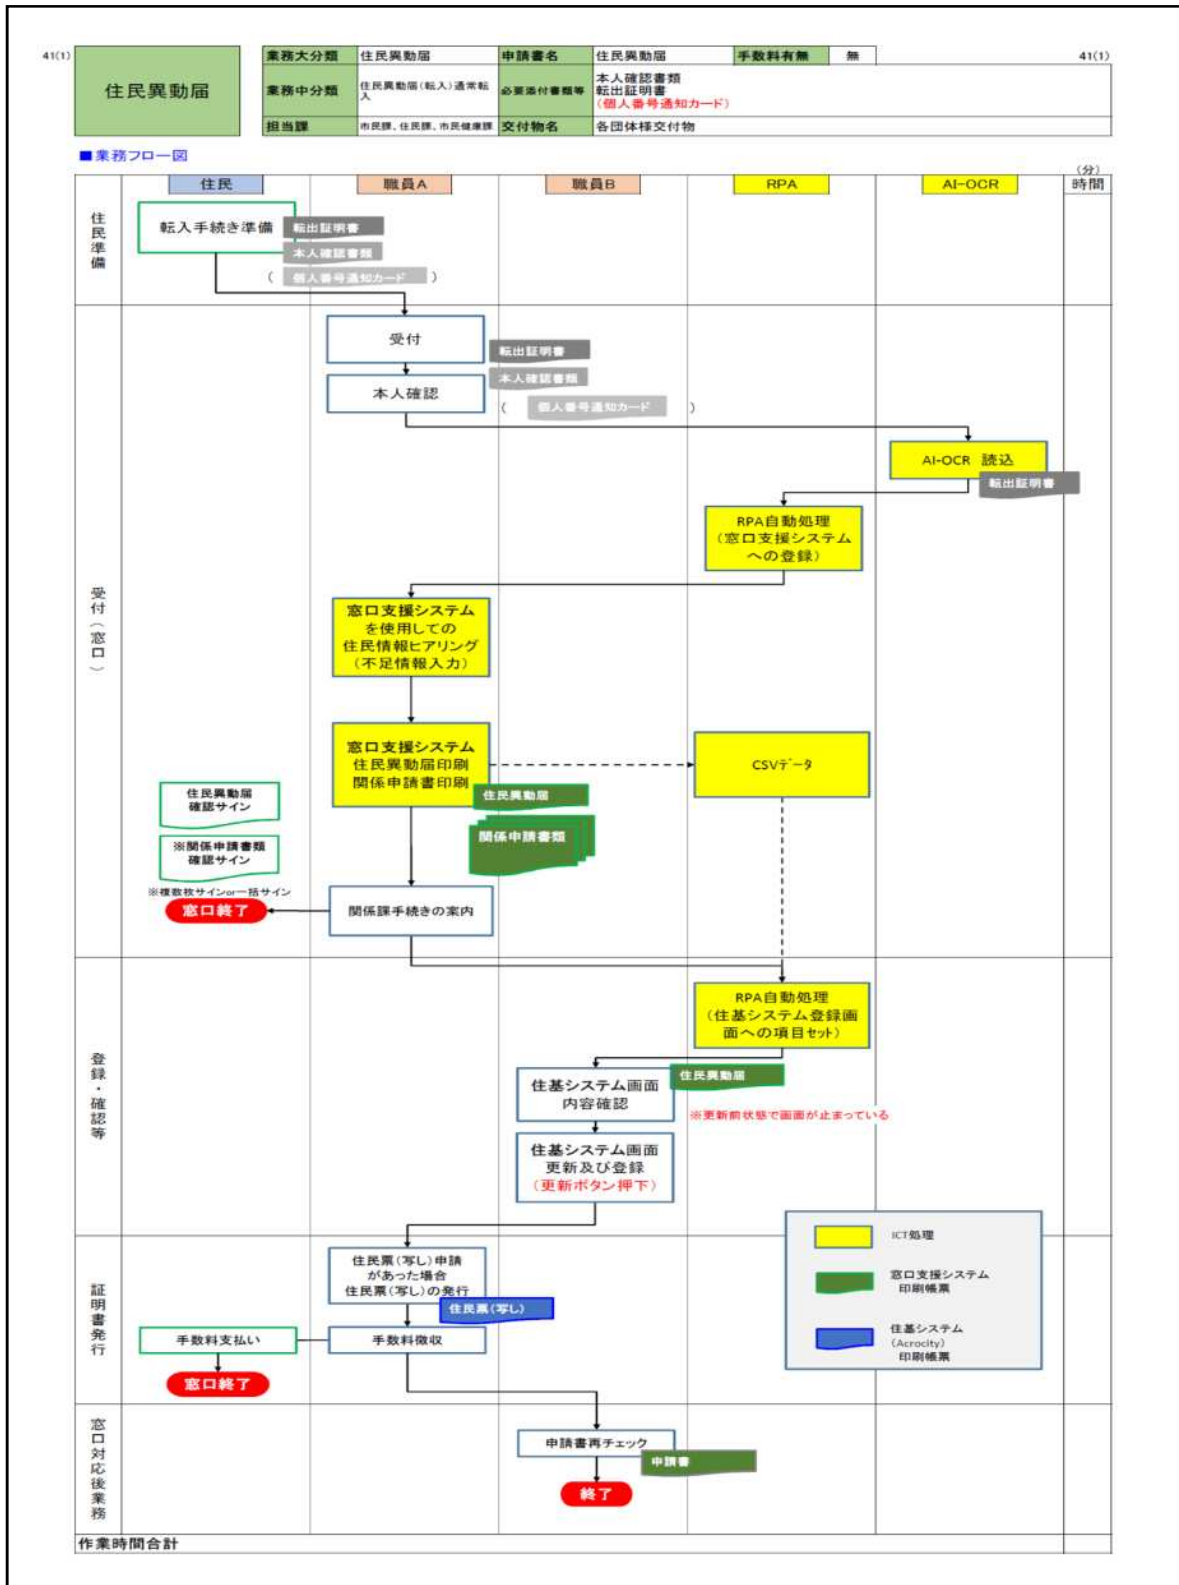 41(1)
41(1)
住民異動届
業務大分類
住民異動届
申請書名
住民異動届
手数料有無
無
業務中分類
住民異動届(転入)通常転
入
必要添付書類等
本人確認書類
転出証明書
(個人番号通知カード)
担当課
市民課、住民課、市民健康課
交付物名
各団体様交付物
■業務フロー図
(分)
住民
職員A
職員B
RPA
AI-OCR
時間
住民準備
転入手続き準備
転出証明書
本人確認書類
( 個人番号通知カード )
受付(窓口)
受付
転出証明書
本人確認
本人確認書類
( 個人番号通知カード )
AI-OCR 読込
転出証明書
RPA自動処理
(窓口支援システム
への登録)
窓口支援システム
を使用しての
住民情報ヒアリング
(不足情報入力)
窓口支援システム
住民異動届印刷
関係申請書印刷
CSVデータ
住民異動届
関係申請書類
住民異動届
確認サイン
※関係申請書類
確認サイン
※複数枚サインor一括サイン
窓口終了
関係課手続きの案内
登録・確認等
RPA自動処理
(住基システム登録画
面への項目セット)
住基システム画面
内容確認
住民異動届
※更新前状態で画面が止まっている
住基システム画面
更新及び登録
(更新ボタン押下)
ICT処理
窓口支援システム
印刷帳票
住基システム
(Acrocity)
印刷帳票
証明書発行
住民票(写し)申請
があった場合
住民票(写し)の発行
住民票(写し)
手数料支払い
手数料徴収
窓口終了
窓口対応後業務
申請書再チェック
申請書
終了
作業時間合計